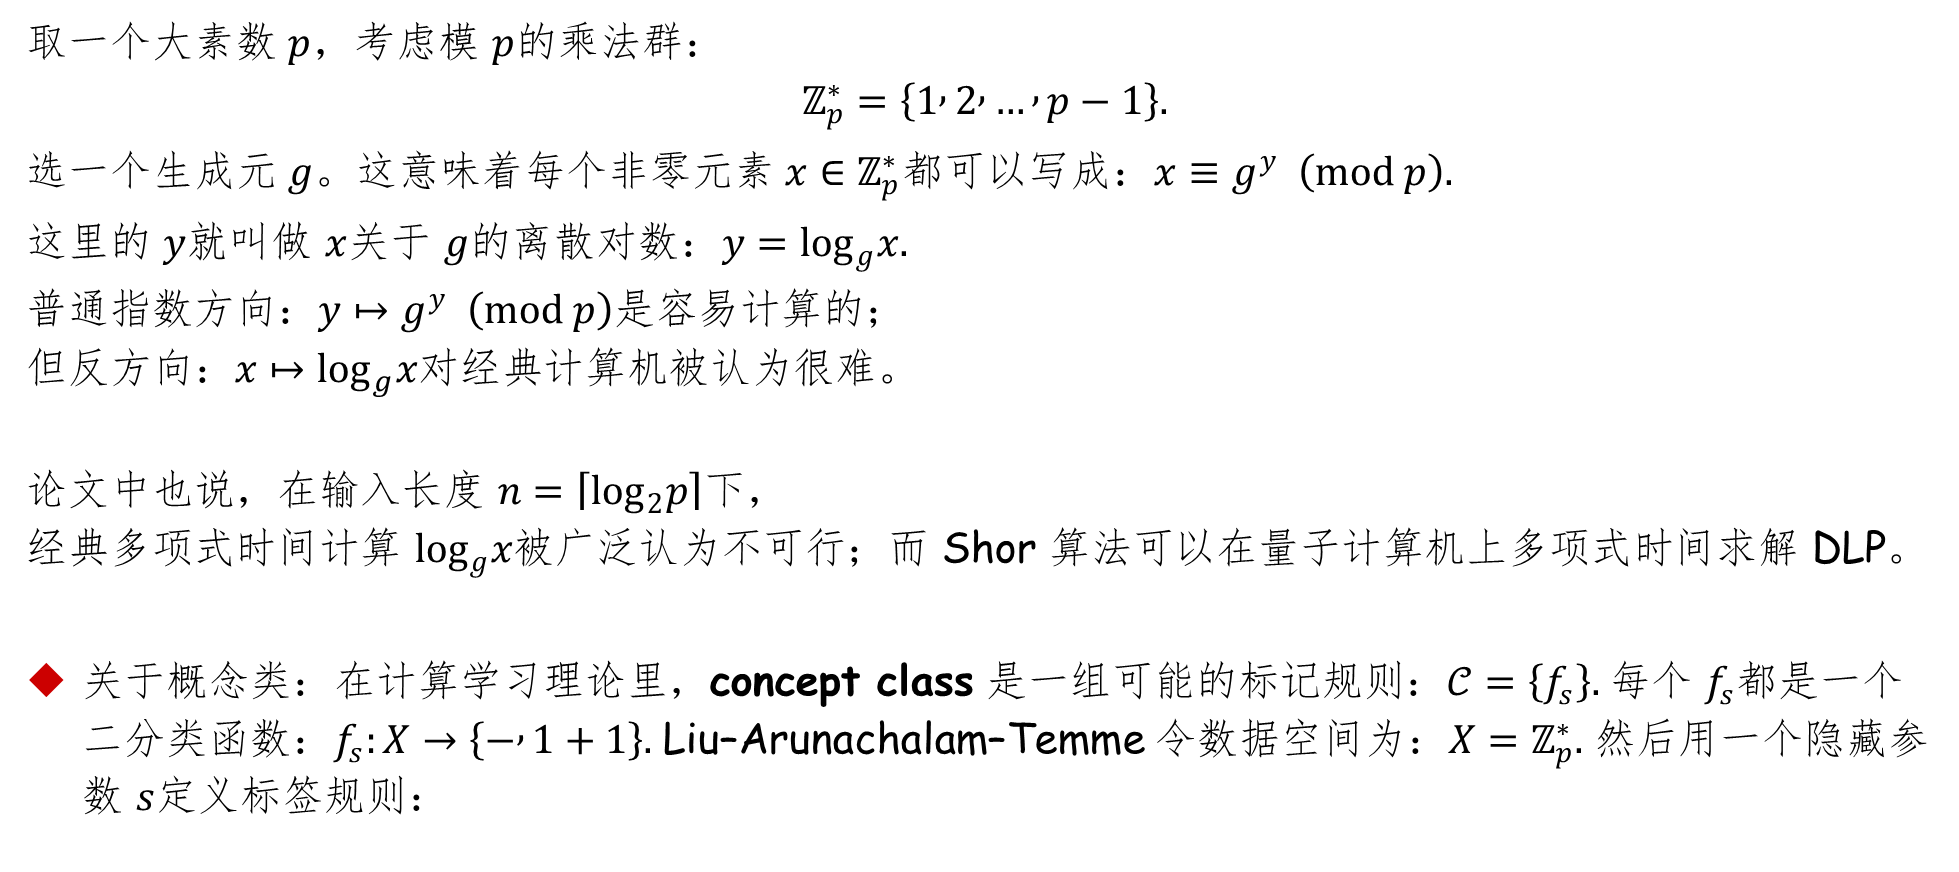 取一个大素数 p，考虑模 p的乘法群：
ℤₚ* = {1, 2, …, p − 1}.
选一个生成元 g。这意味着每个非零元素 x ∈ ℤₚ*都可以写成：x ≡ gʸ (mod p).
这里的 y就叫做 x关于 g的离散对数：y = log_g x.
普通指数方向：y ↦ gʸ (mod p)是容易计算的；
但反方向：x ↦ log_g x对经典计算机被认为很难。
论文中也说，在输入长度 n = ⌈log₂p⌉下，
经典多项式时间计算 log_g x被广泛认为不可行；而 Shor 算法可以在量子计算机上多项式时间求解 DLP。
◆ 关于概念类：在计算学习理论里，concept class 是一组可能的标记规则：𝒞 = {fₛ}. 每个 fₛ都是一个
二分类函数：fₛ: X → {−, 1 + 1}. Liu-Arunachalam-Temme 令数据空间为：X = ℤₚ*. 然后用一个隐藏参
数 s定义标签规则：